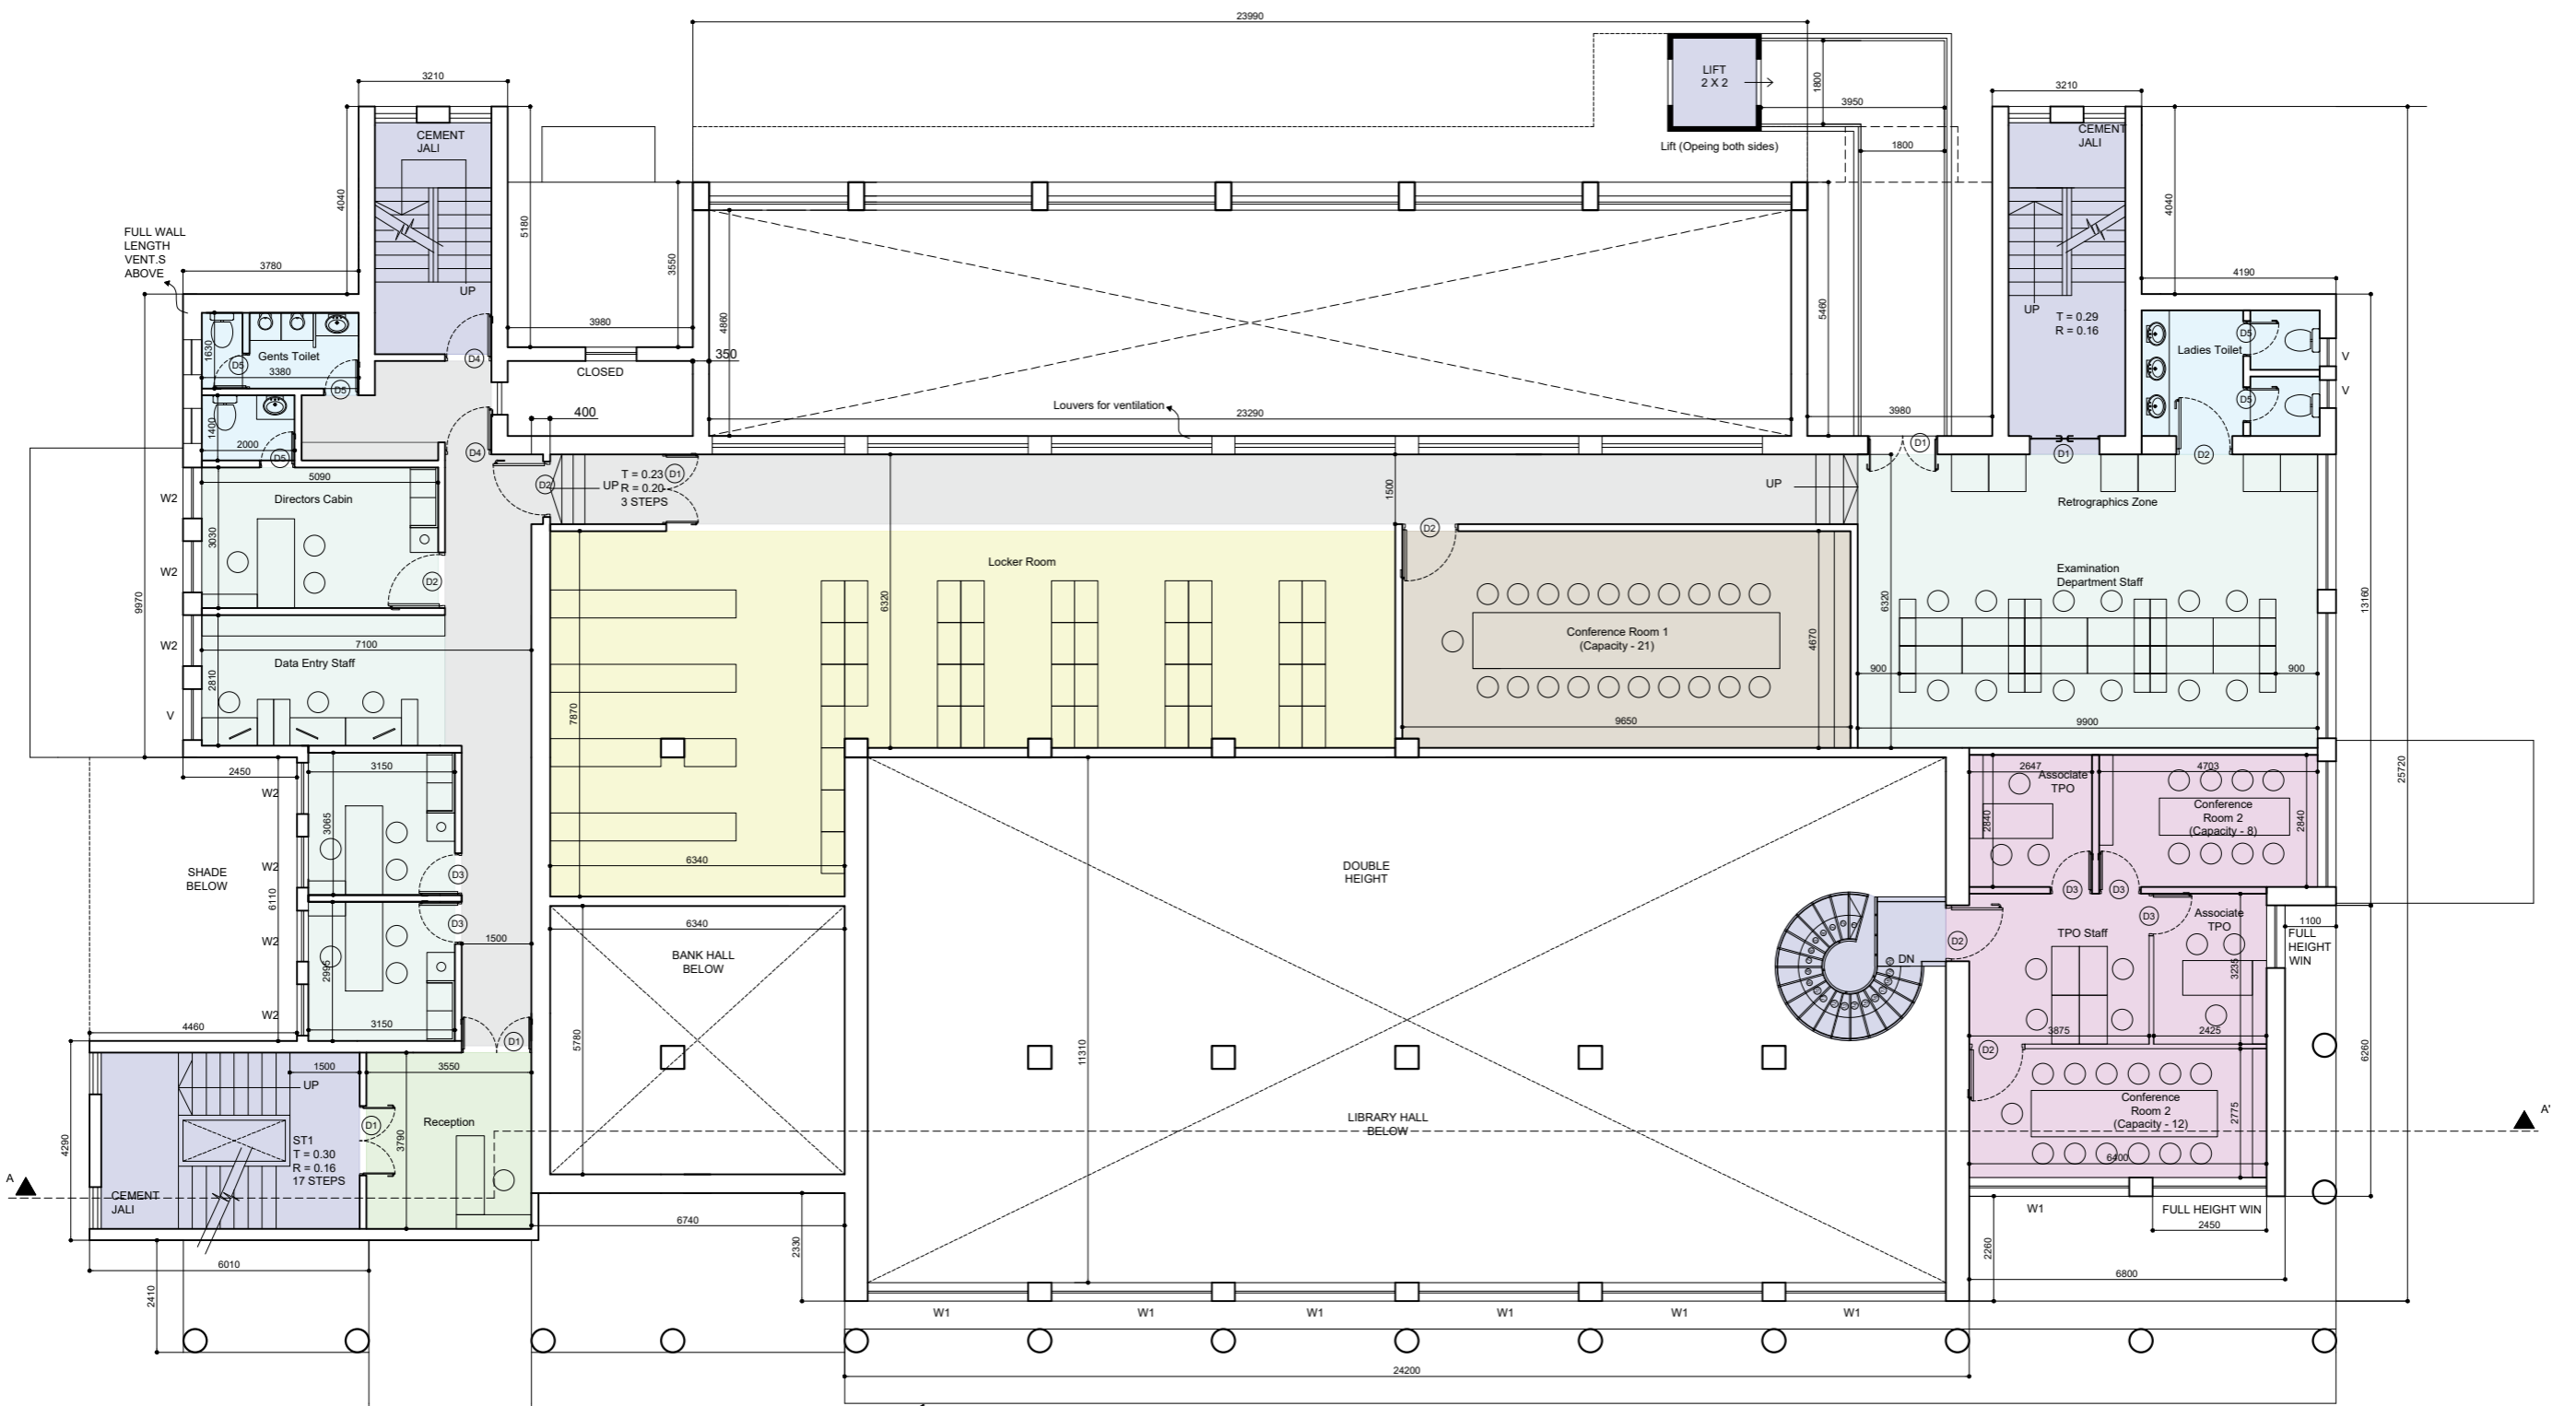 23990
LIFT
2 X 2
1800
3950
Lift (Opeing both sides)
1800
3210
3210
CEMENT
JALI
CEMENT
JALI
4040
5180
4040
FULL WALL
LENGTH
VENT.S
ABOVE
3780
UP
3550
4860
5460
4190
UP
T = 0.29
R = 0.16
3980
350
CLOSED
1630
Gents Toilet
D5
3380
D5
D4
Ladies Toilet
D5
V
D5
V
400
Louvers for ventilation
23290
3980
1400
2000
D5
D4
D1
D1
D2
5090
Directors Cabin
W2
3030
D2
UP
T = 0.23
R = 0.20
3 STEPS
D1
1500
UP
D2
Retrographics Zone
W2
D2
9970
Locker Room
6320
Conference Room 1
(Capacity - 21)
4670
6320
Examination
Department Staff
13160
W2
7100
Data Entry Staff
2810
V
7870
900
900
9650
9900
25720
2450
W2
3150
3065
W2
D3
SHADE
BELOW
6110
6340
DOUBLE
HEIGHT
2647
Associate
TPO
2840
4703
Conference
Room 2
(Capacity - 8)
2840
D3
D3
D3
W2
D3
2995
1500
6340
BANK HALL
BELOW
DN
D2
TPO Staff
Associate
TPO
3235
1100
FULL
HEIGHT
WIN
W2
3150
4460
D1
5780
11310
3875
2425
D2
6260
1500
3550
UP
Reception
D1
3790
4290
ST1
T = 0.30
R = 0.16
17 STEPS
CEMENT
JALI
LIBRARY HALL
BELOW
Conference
Room 2
(Capacity - 12)
2775
6400
A
A'
W1
FULL HEIGHT WIN
2450
6740
2330
2260
6010
2410
6800
W1
W1
W1
W1
W1
W1
24200